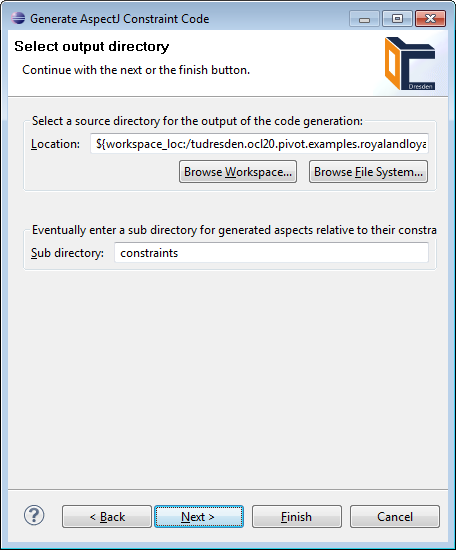 Generate AspectJ Constraint Code
Select output directory
Continue with the next or the finish button.
Dresden
Select a source directory for the output of the code generation:
Location: ${workspace_loc:/tudresden.ocl20.pivot.examples.royalandloya
Browse Workspace... Browse File System...
Eventually enter a sub directory for generated aspects relative to their constra
Sub directory: constraints
? < Back Next > Finish Cancel